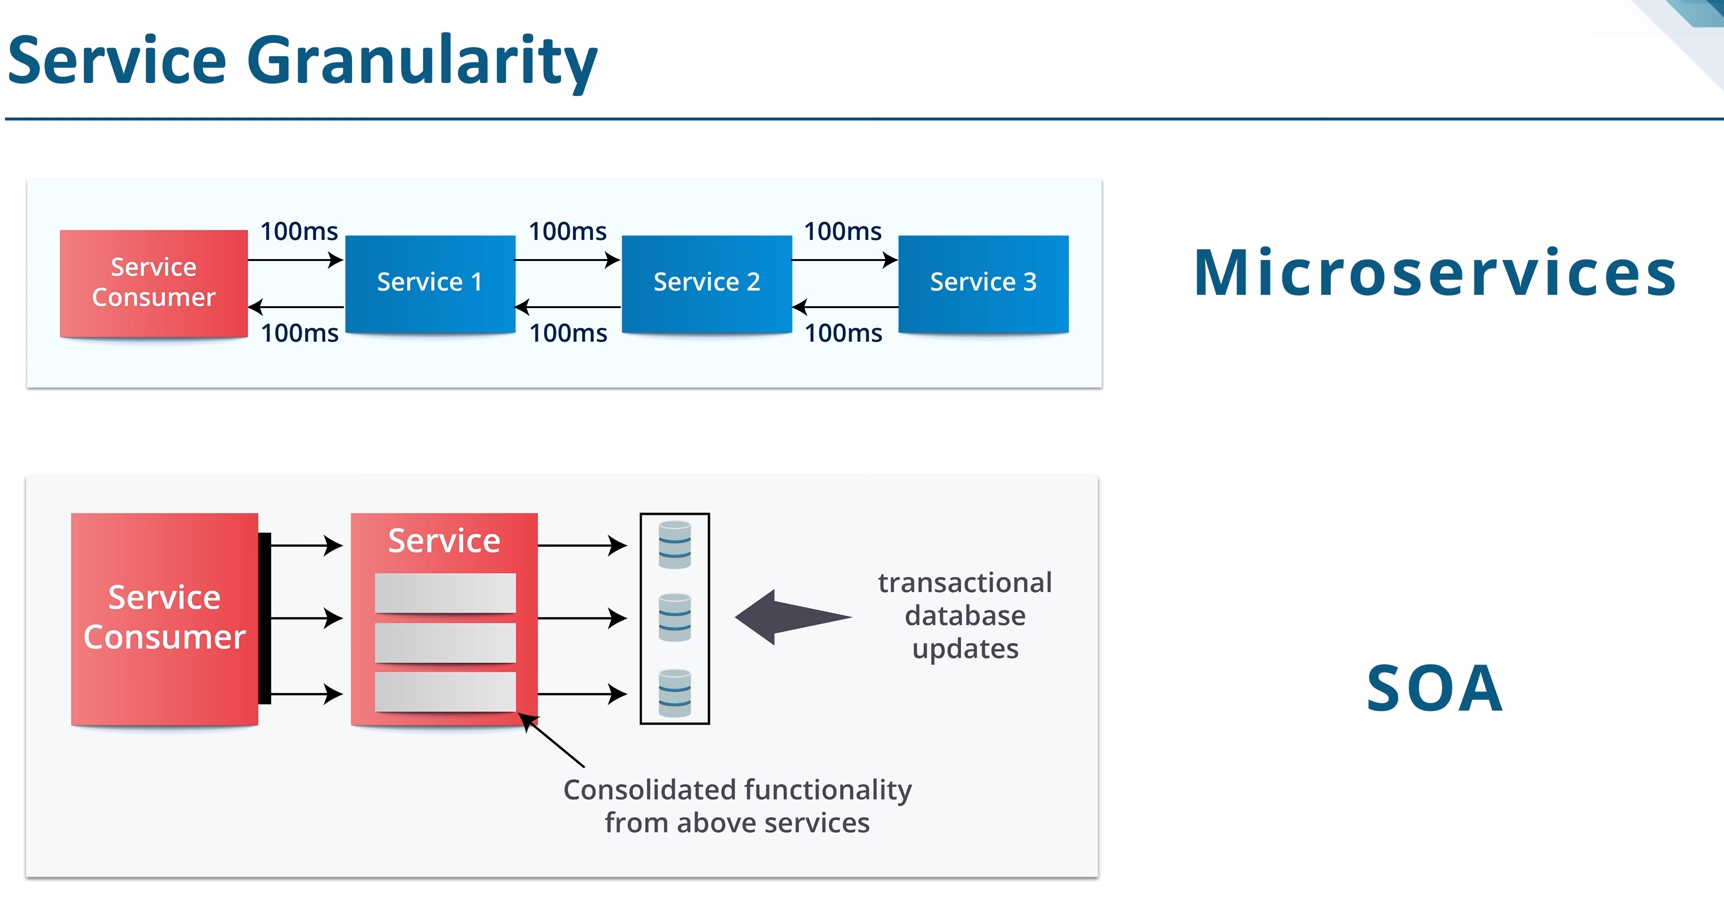 Service Granularity
100ms 100ms 100ms
Service
Consumer
Service 1
Service 2
Service 3
100ms 100ms 100ms
Microservices
Service
Consumer
Service
transactional
database
updates
Consolidated functionality
from above services
SOA